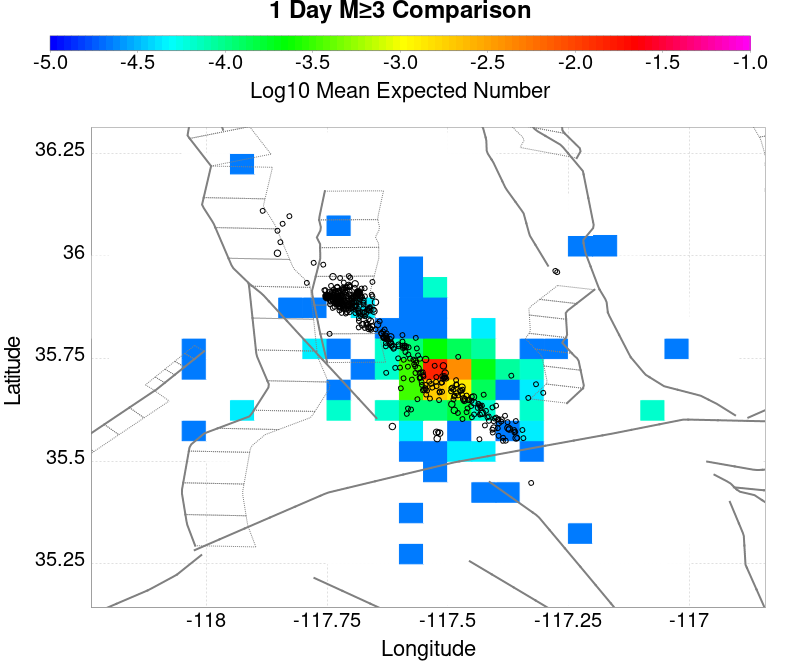 1 Day M≥3 Comparison
-5.0 -4.5 -4.0 -3.5 -3.0 -2.5 -2.0 -1.5 -1.0
Log10 Mean Expected Number
36.25
36
35.75
35.5
35.25
Latitude
-118 -117.75 -117.5 -117.25 -117
Longitude